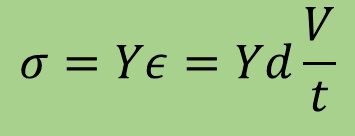 σ = Yϵ = Yd V/t